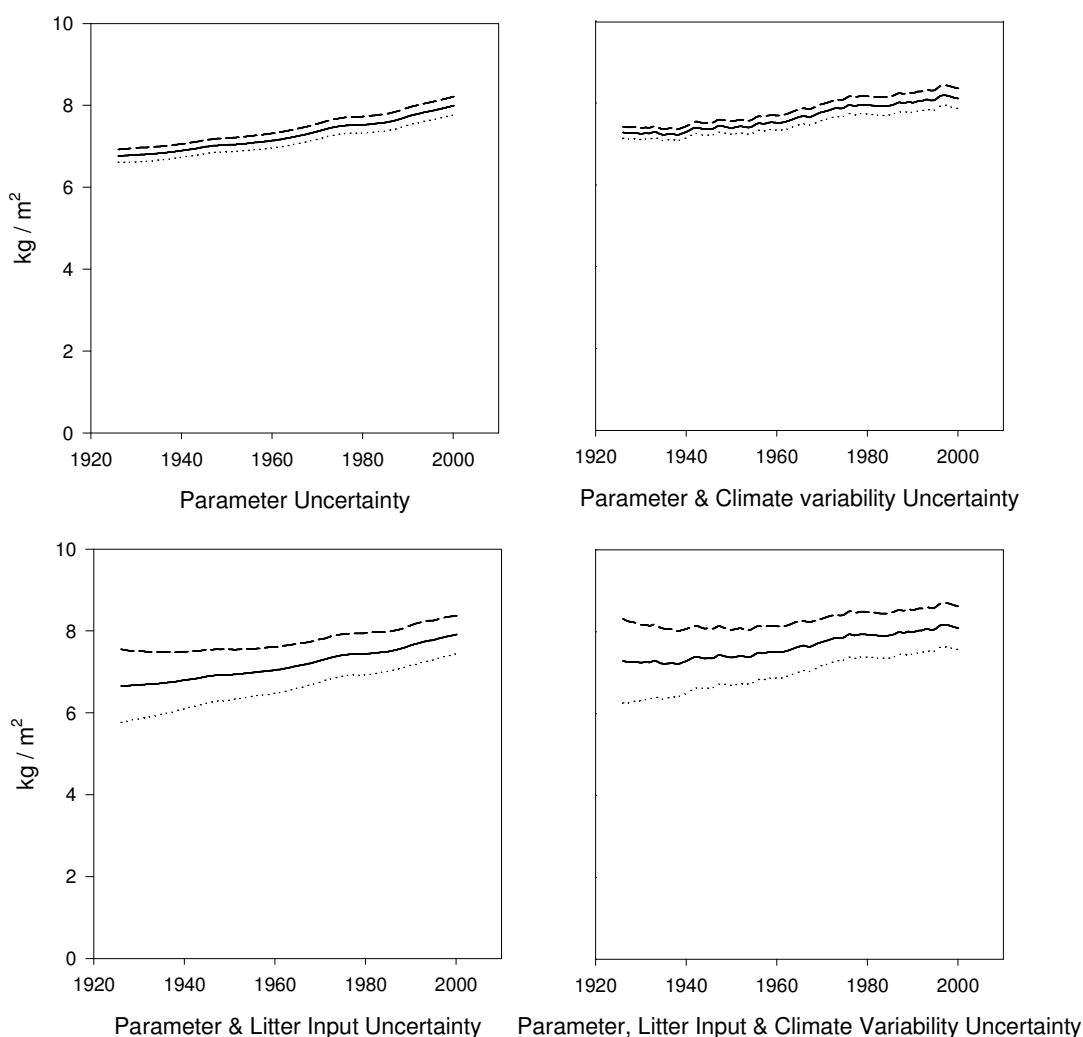 10
8
6
4
2
0
kg / m²
1920 1940 1960 1980 2000
Parameter Uncertainty
1920 1940 1960 1980 2000
Parameter & Climate variability Uncertainty
10
8
6
4
2
0
kg / m²
1920 1940 1960 1980 2000
Parameter & Litter Input Uncertainty
1920 1940 1960 1980 2000
Parameter, Litter Input & Climate Variability Uncertainty